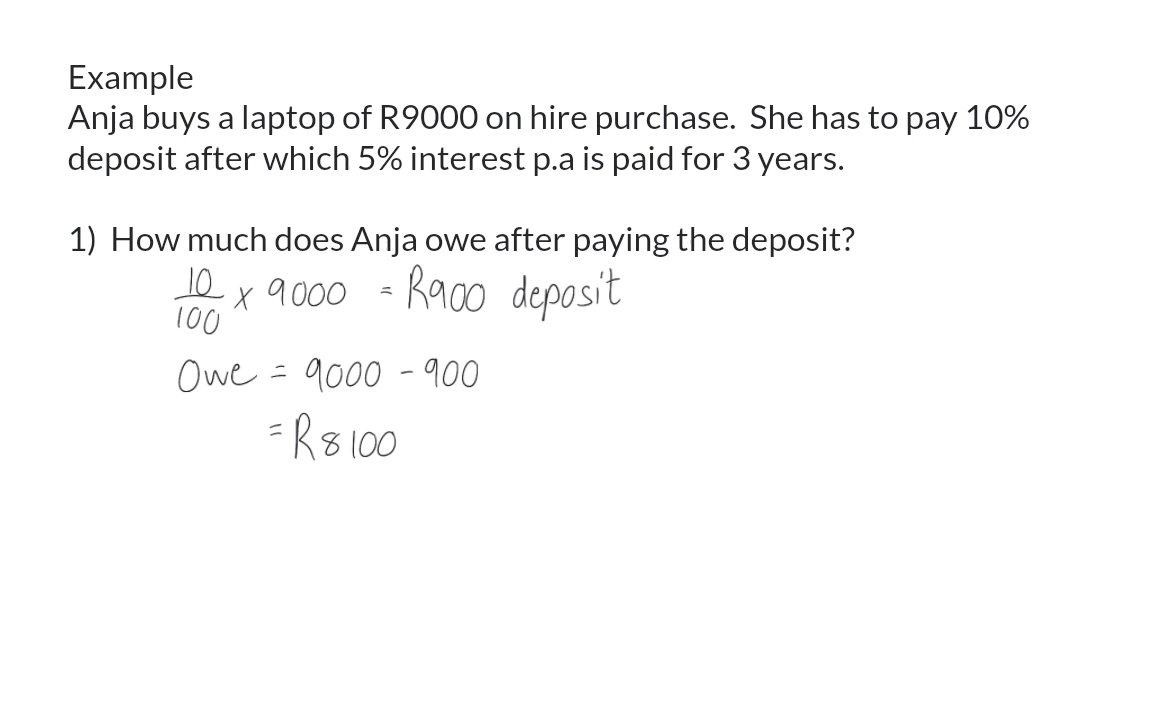 Example
Anja buys a laptop of R9000 on hire purchase.  She has to pay 10%
deposit after which 5% interest p.a is paid for 3 years.
1)  How much does Anja owe after paying the deposit?
10/100 x 9000 = R900 deposit
Owe = 9000 - 900
= R8100